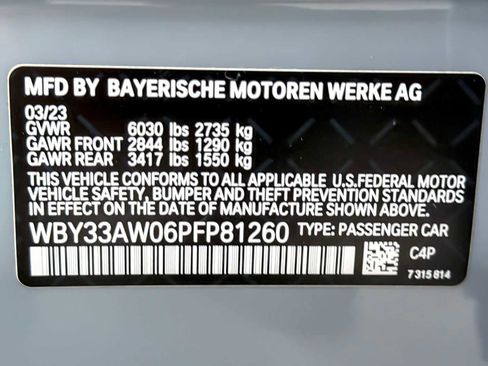 MFD BY BAYERISCHE MOTOREN WERKE AG
03/23
GVWR 6030 lbs 2735 kg
GAWR FRONT 2844 lbs 1290 kg
GAWR REAR 3417 lbs 1550 kg
THIS VEHICLE CONFORMS TO ALL APPLICABLE U.S.FEDERAL MOTOR
VEHICLE SAFETY, BUMPER AND THEFT PREVENTION STANDARDS
IN EFFECT ON THE DATE OF MANUFACTURE SHOWN ABOVE.
WBY33AW06PFP81260 TYPE: PASSENGER CAR
C4P
7 315 814